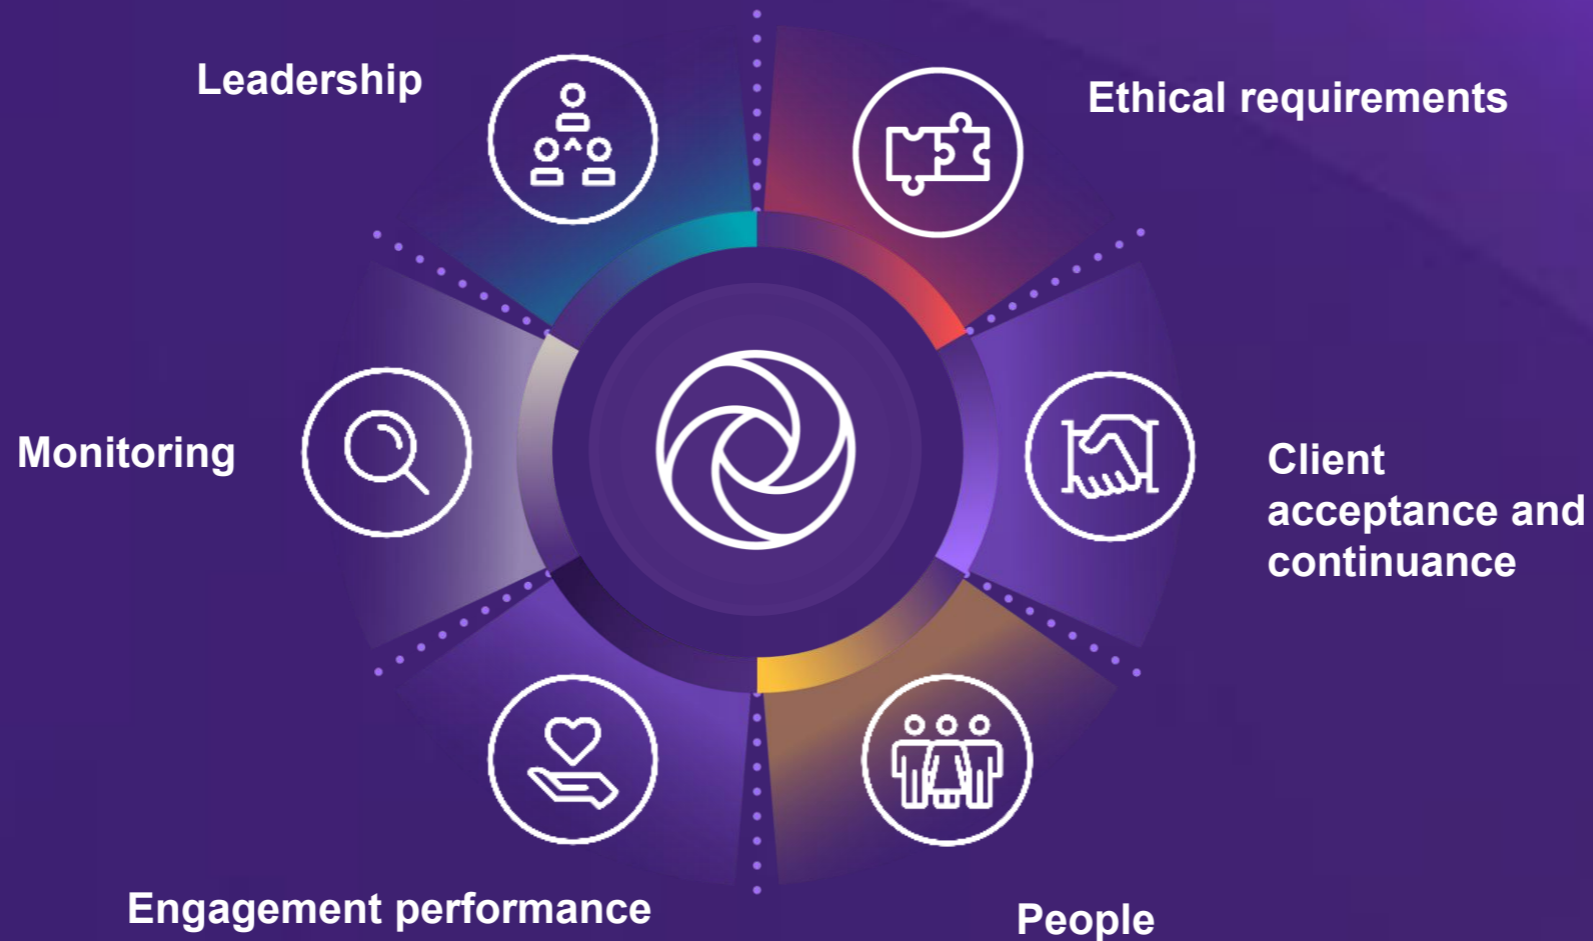 Leadership
Ethical requirements
Monitoring
Client
acceptance and
continuance
Engagement performance
People